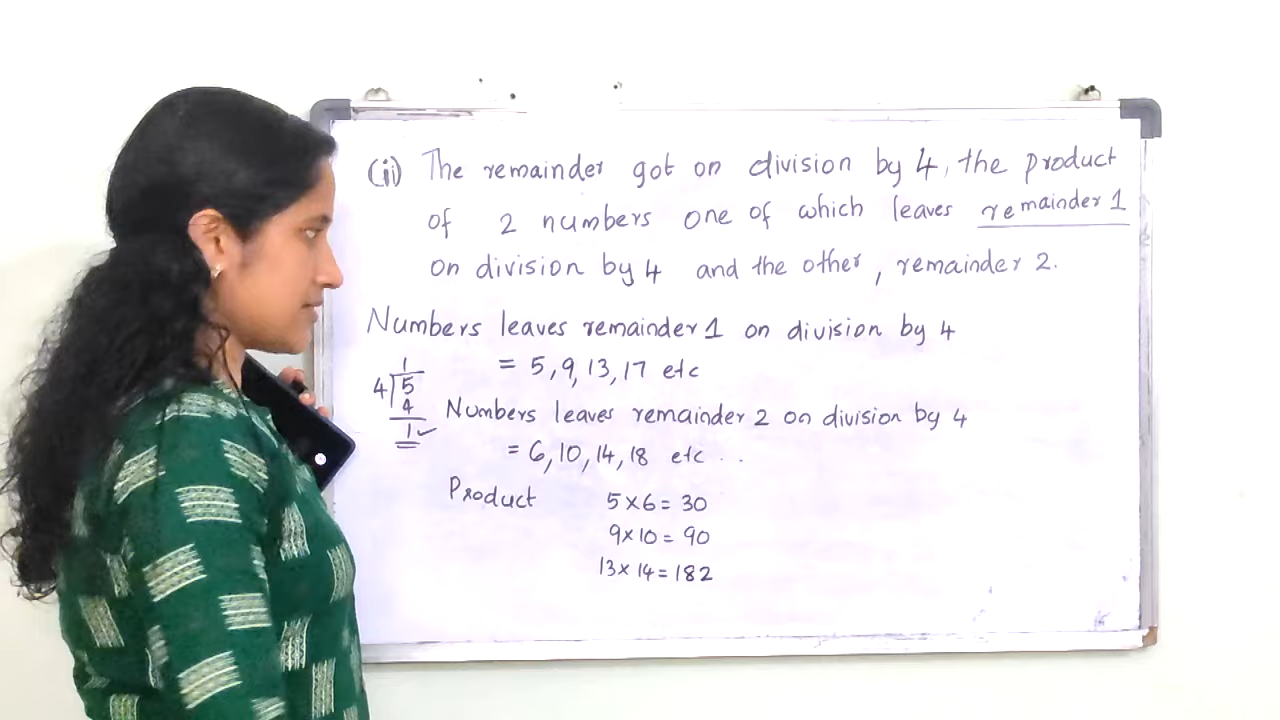 (ii) The remainder got on division by 4, the product
of 2 numbers one of which leaves remainder 1
on division by 4 and the other, remainder 2.
Numbers leaves remainder 1 on division by 4
= 5, 9, 13, 17 etc
1
4 5
4
1 ✓
Numbers leaves remainder 2 on division by 4
= 6, 10, 14, 18 etc . .
Product 5 × 6 = 30
9 × 10 = 90
13 × 14 = 182